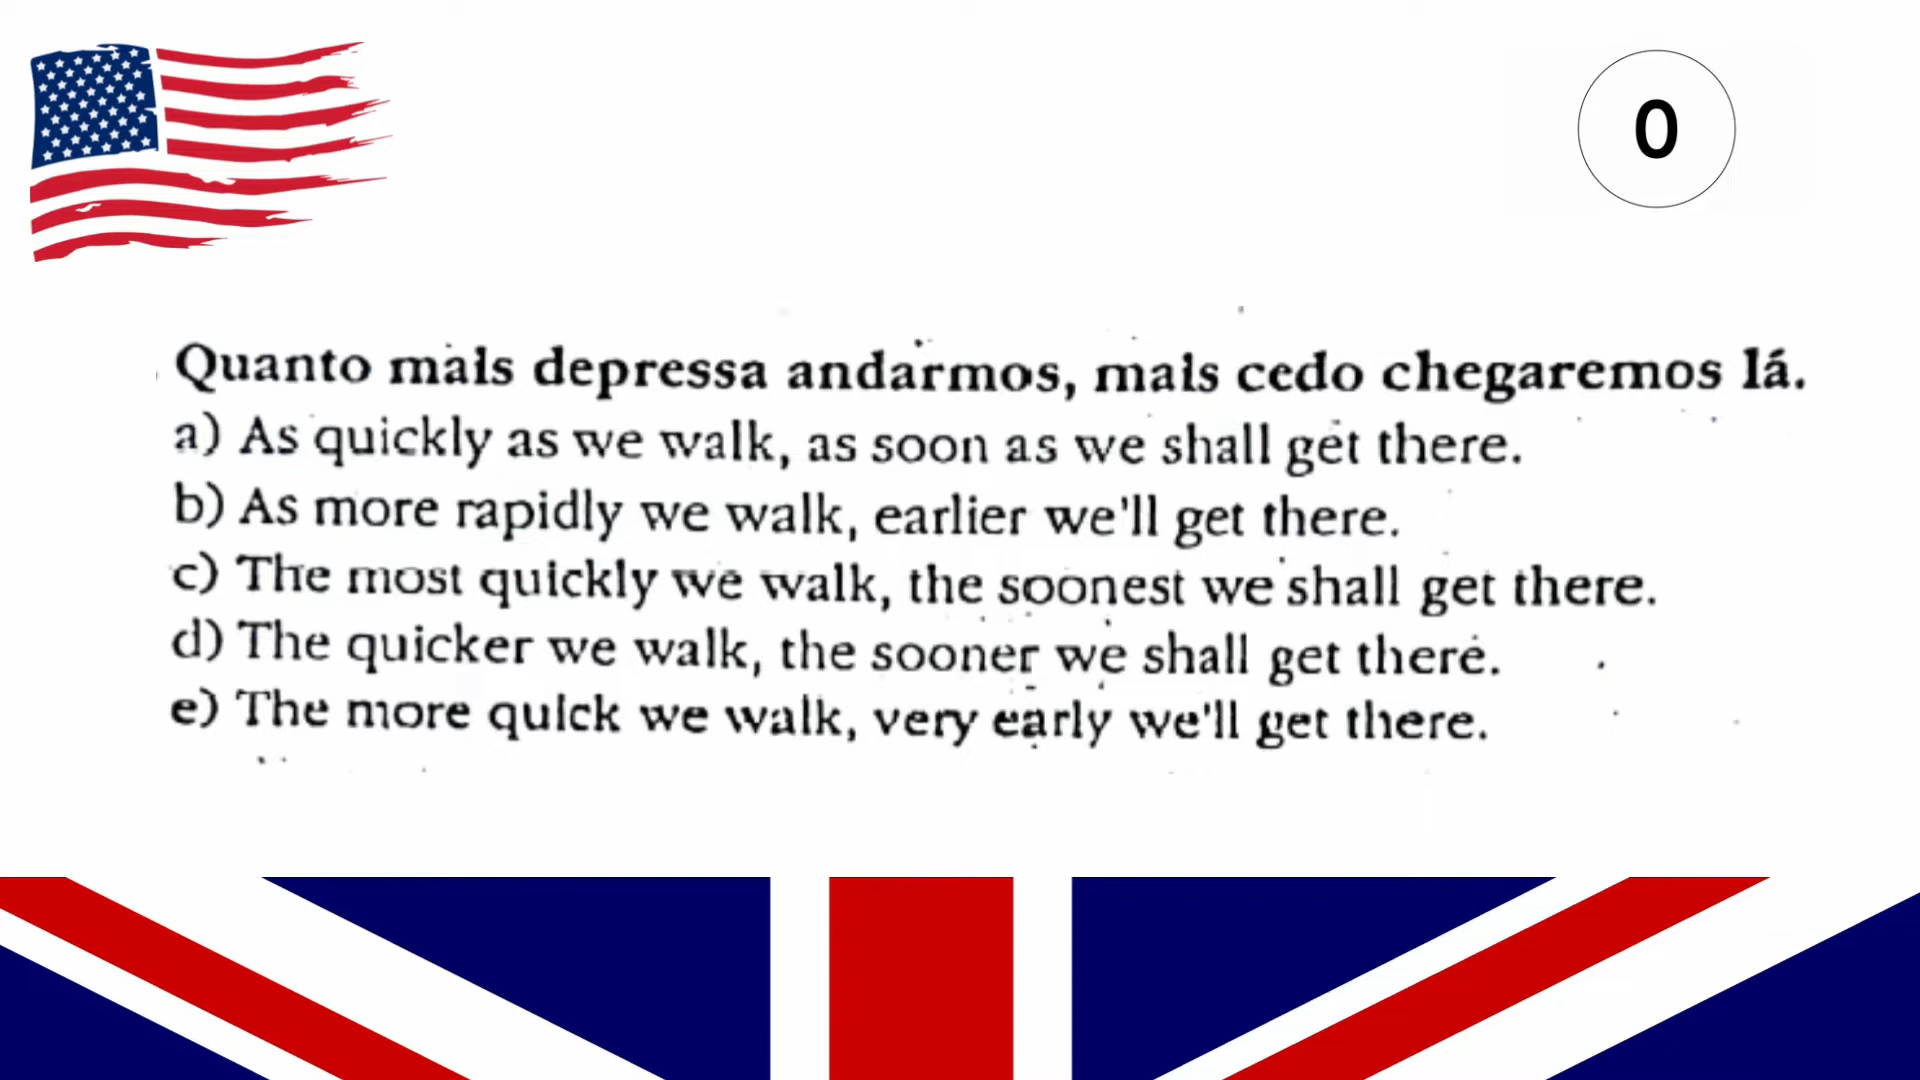 0
Quanto mais depressa andarmos, mais cedo chegaremos lá.
a) As quickly as we walk, as soon as we shall get there.
b) As more rapidly we walk, earlier we'll get there.
c) The most quickly we walk, the soonest we shall get there.
d) The quicker we walk, the sooner we shall get there.
e) The more quick we walk, very early we'll get there.